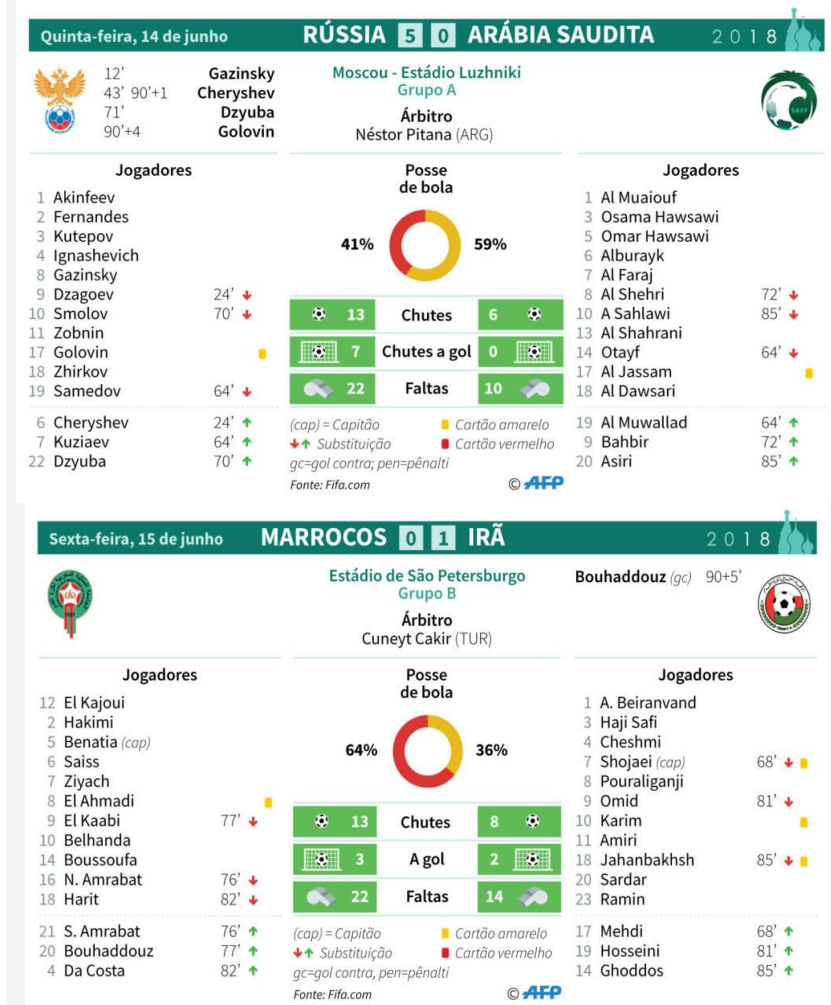 Quinta-feira, 14 de junho RÚSSIA 5 0 ARÁBIA SAUDITA 2018
12' Gazinsky
43' 90'+1 Cheryshev
71' Dzyuba
90'+4 Golovin
Moscou - Estádio Luzhniki
Grupo A
Árbitro
Néstor Pitana (ARG)
SAFF
Jogadores
1 Akinfeev
2 Fernandes
3 Kutepov
4 Ignashevich
8 Gazinsky
9 Dzagoev 24'
10 Smolov 70'
11 Zobnin
17 Golovin
18 Zhirkov
19 Samedov 64'
6 Cheryshev 24'
7 Kuziaev 64'
22 Dzyuba 70'
Posse
de bola
41% 59%
13 Chutes 6
7 Chutes a gol 0
22 Faltas 10
(cap) = Capitão Cartão amarelo
Substituição Cartão vermelho
gc=gol contra; pen=pênalti
Fonte: Fifa.com © AFP
Jogadores
1 Al Muaiouf
3 Osama Hawsawi
5 Omar Hawsawi
6 Alburayk
7 Al Faraj
8 Al Shehri 72'
10 A Sahlawi 85'
13 Al Shahrani
14 Otayf 64'
17 Al Jassam
18 Al Dawsari
19 Al Muwallad 64'
9 Bahbir 72'
20 Asiri 85'
Sexta-feira, 15 de junho MARROCOS 0 1 IRÃ 2018
Estádio de São Petersburgo
Grupo B
Árbitro
Cuneyt Cakir (TUR)
Bouhaddouz (gc) 90+5'
Jogadores
12 El Kajoui
2 Hakimi
5 Benatia (cap)
6 Saiss
7 Ziyach
8 El Ahmadi
9 El Kaabi 77'
10 Belhanda
14 Boussoufa
16 N. Amrabat 76'
18 Harit 82'
21 S. Amrabat 76'
20 Bouhaddouz 77'
4 Da Costa 82'
Posse
de bola
64% 36%
13 Chutes 8
3 A gol 2
22 Faltas 14
(cap) = Capitão Cartão amarelo
Substituição Cartão vermelho
gc=gol contra, pen=pênalti
Fonte: Fifa.com © AFP
Jogadores
1 A. Beiranvand
3 Haji Safi
4 Cheshmi
7 Shojaei (cap) 68'
8 Pouraliganji
9 Omid 81'
10 Karim
11 Amiri
18 Jahanbakhsh 85'
20 Sardar
23 Ramin
17 Mehdi 68'
19 Hosseini 81'
14 Ghoddos 85'